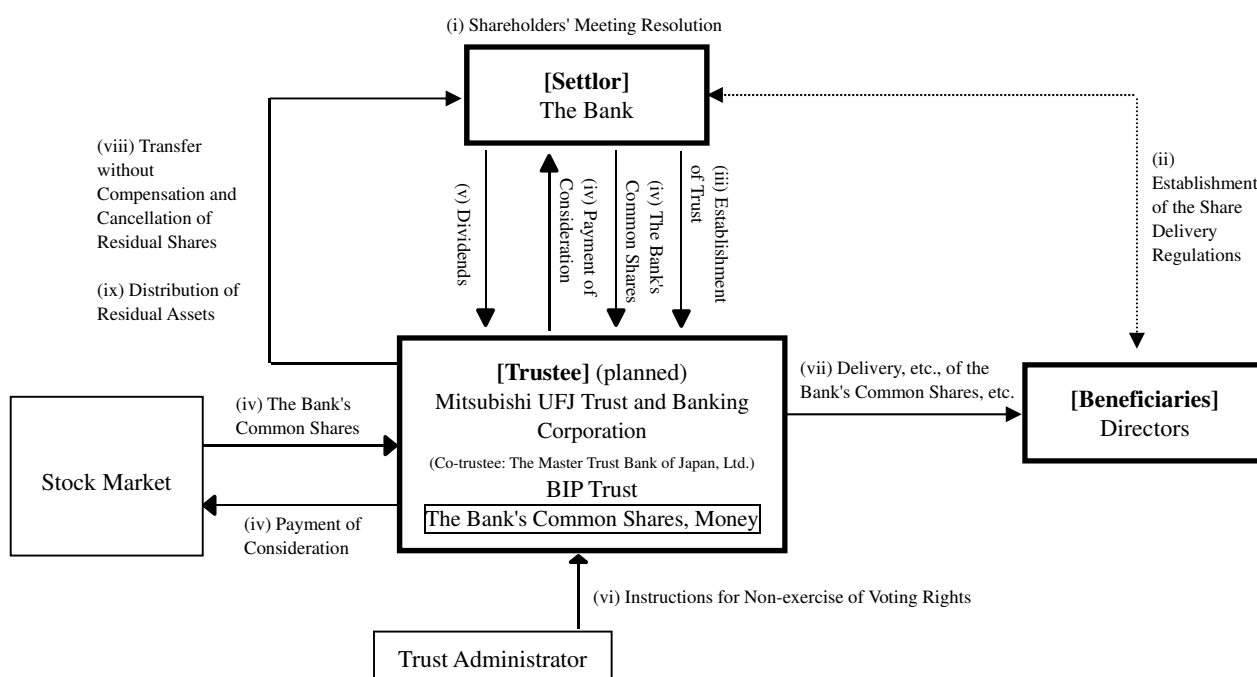 (i) Shareholders' Meeting Resolution
[Settlor]
The Bank
(viii) Transfer
without
Compensation and
Cancellation of
Residual Shares
(ix) Distribution of
Residual Assets
(v) Dividends
(iv) Payment of
Consideration
(iv) The Bank's
Common Shares
(iii) Establishment
of Trust
(ii)
Establishment
of the Share
Delivery
Regulations
[Trustee] (planned)
Mitsubishi UFJ Trust and Banking
Corporation
(Co-trustee: The Master Trust Bank of Japan, Ltd.)
BIP Trust
The Bank's Common Shares, Money
(vii) Delivery, etc., of the
Bank's Common Shares, etc.
[Beneficiaries]
Directors
Stock Market
(iv) The Bank's
Common Shares
(iv) Payment of
Consideration
(vi) Instructions for Non-exercise of Voting Rights
Trust Administrator